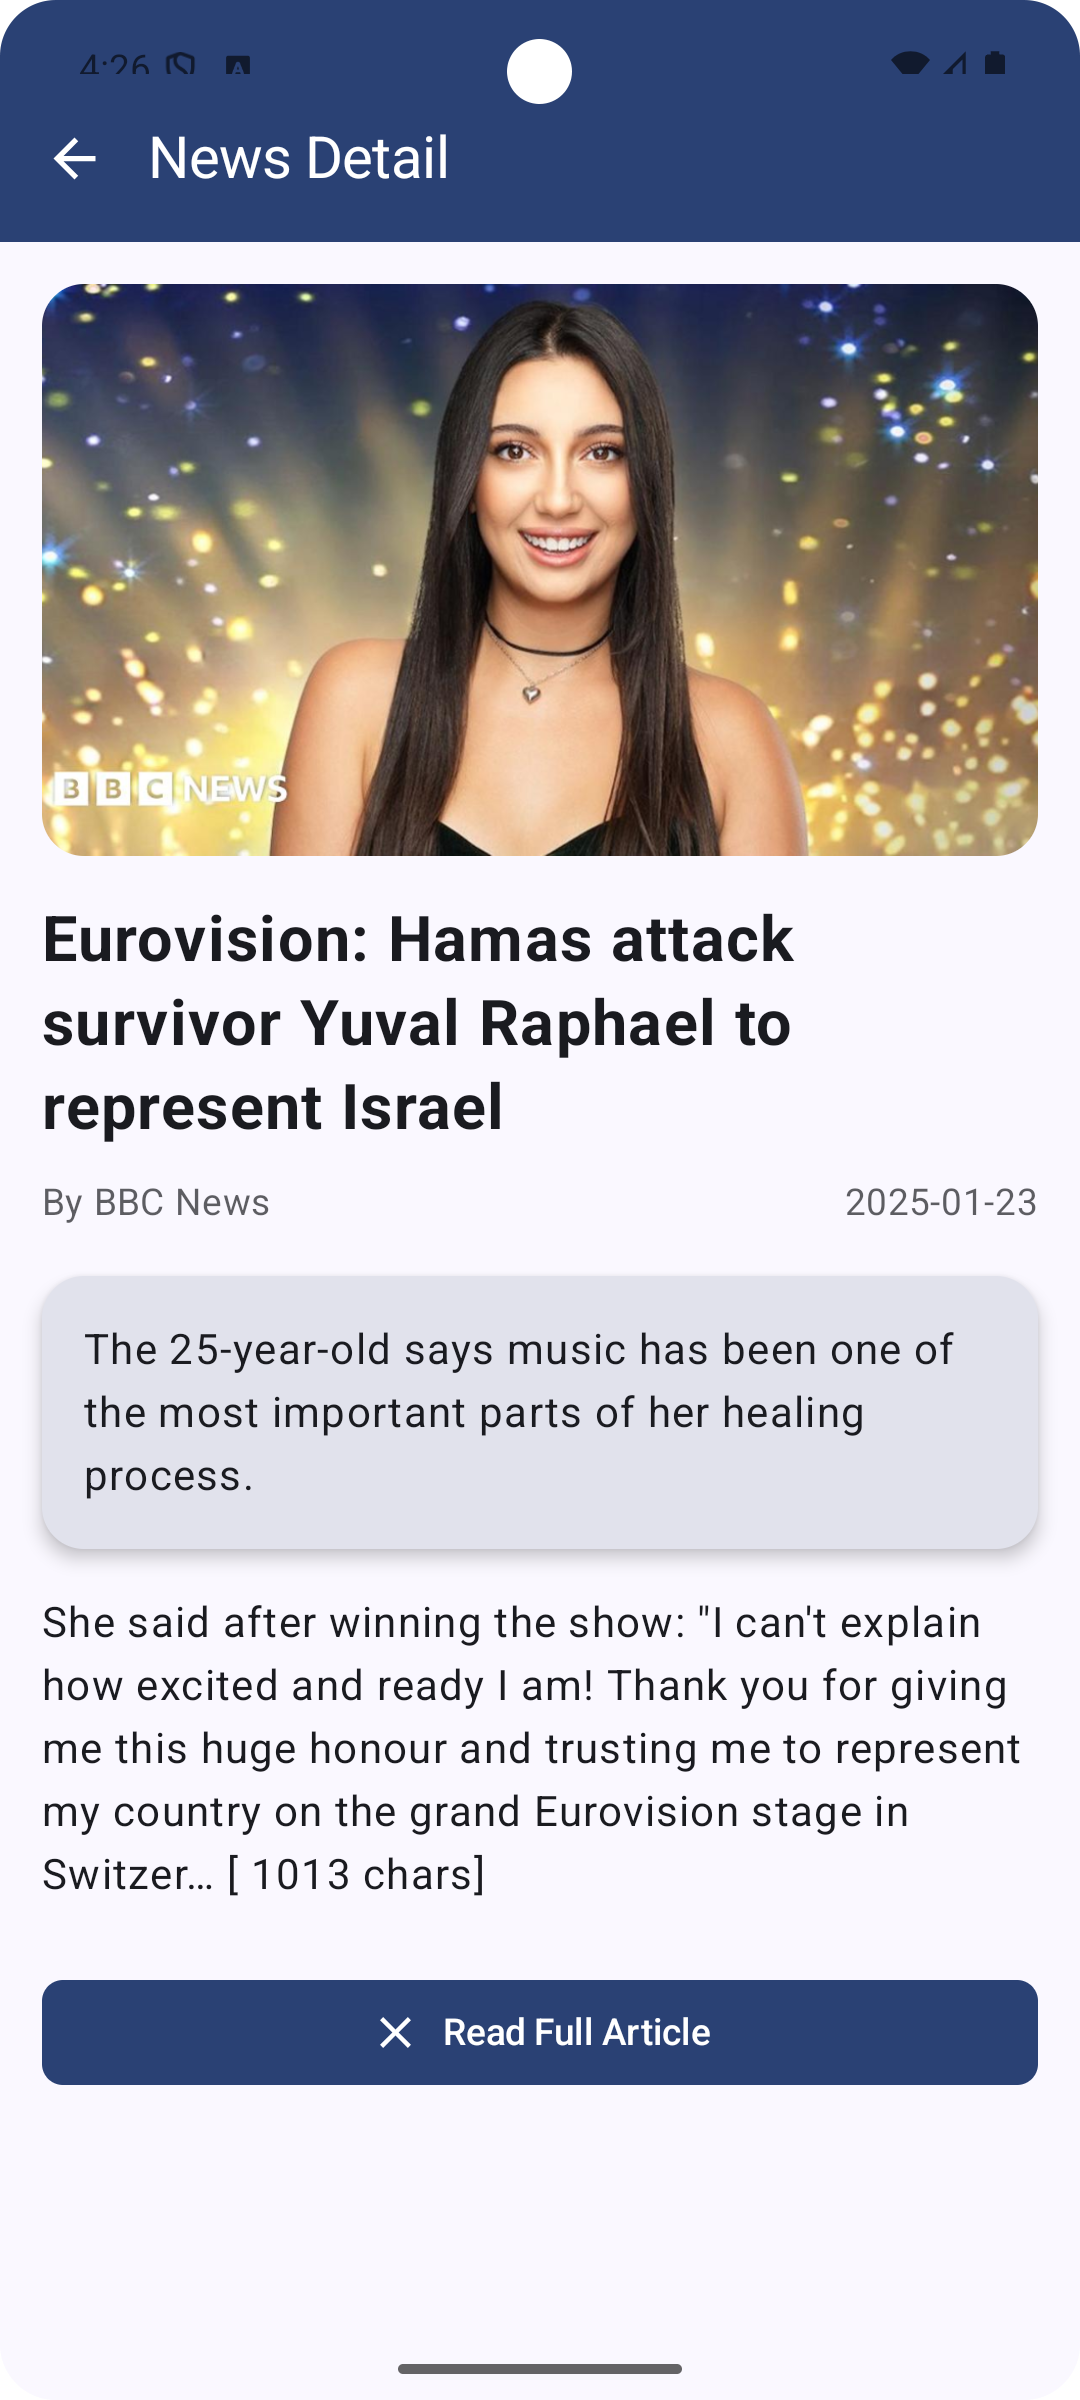 4:26
News Detail
BBC NEWS
Eurovision: Hamas attack
survivor Yuval Raphael to
represent Israel
By BBC News
2025-01-23
The 25-year-old says music has been one of
the most important parts of her healing
process.
She said after winning the show: "I can't explain
how excited and ready I am! Thank you for giving
me this huge honour and trusting me to represent
my country on the grand Eurovision stage in
Switzer… [ 1013 chars]
Read Full Article